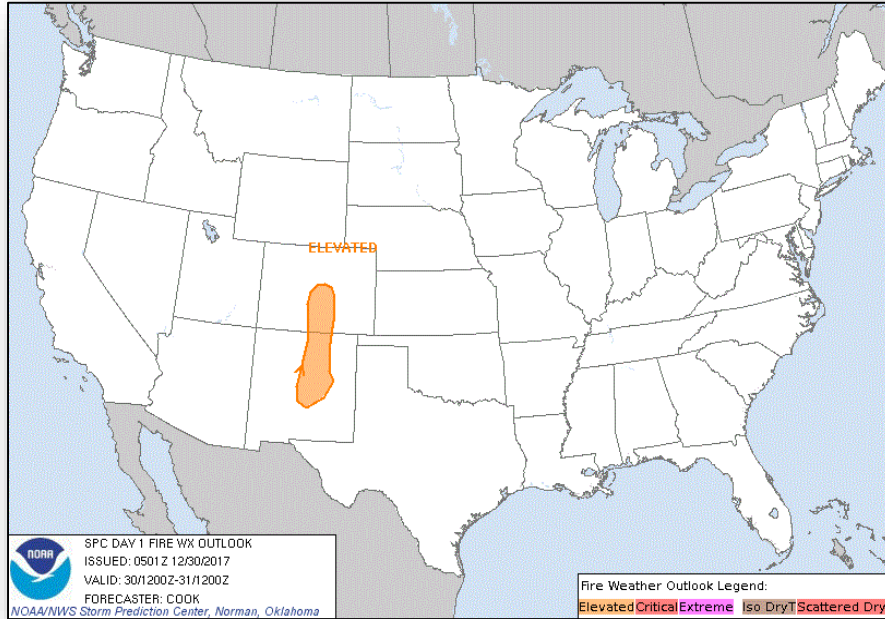 ELEVATED
NOAA
SPC DAY 1 FIRE WX OUTLOOK
ISSUED: 0501Z 12/30/2017
VALID: 30/1200Z-31/1200Z
FORECASTER: COOK
NOAA/NWS Storm Prediction Center, Norman, Oklahoma
Fire Weather Outlook Legend:
Elevated Critical Extreme Iso DryT Scattered Dry